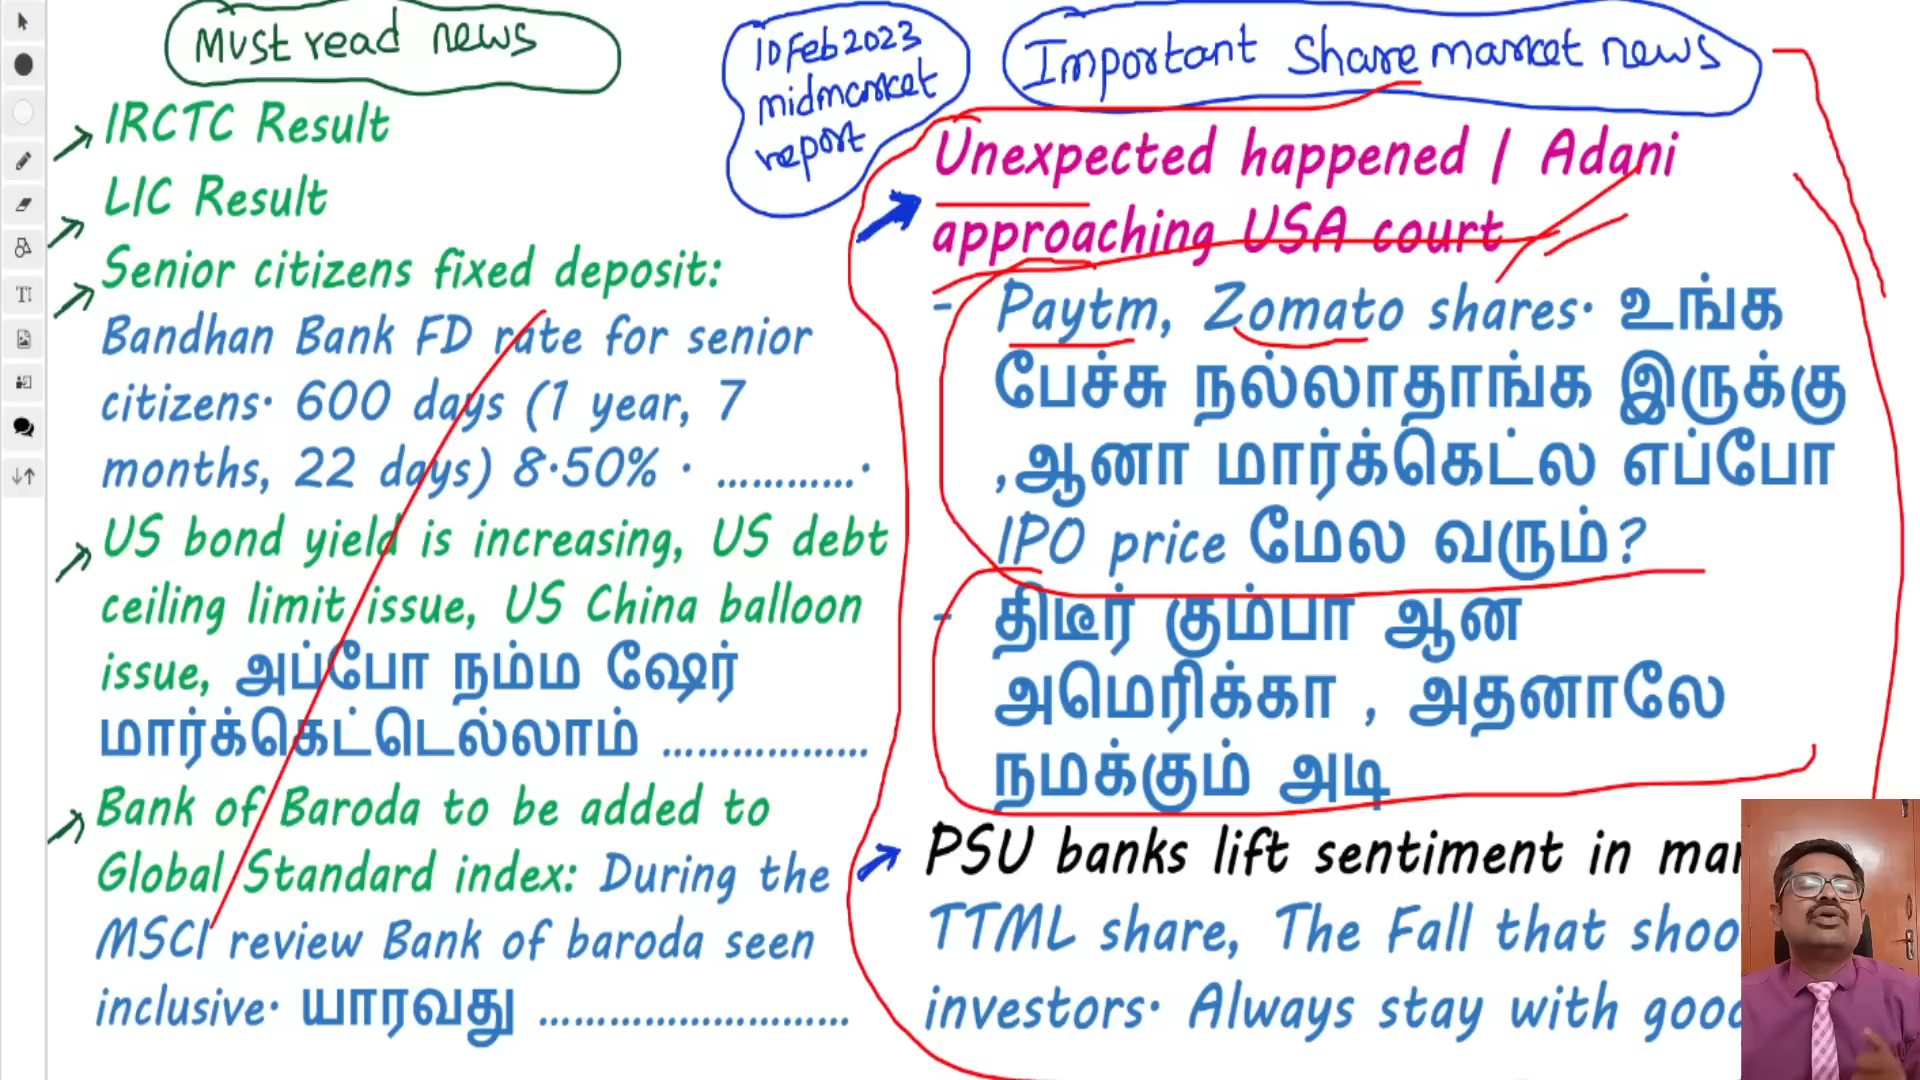 Must read news
IRCTC Result
LIC Result
Senior citizens fixed deposit:
Bandhan Bank FD rate for senior
citizens. 600 days (1 year, 7
months, 22 days) 8.50% . ............. .
US bond yield is increasing, US debt
ceiling limit issue, US China balloon
issue, அப்போ நம்ம ஷேர்
மார்க்கெட்டெல்லாம் ...................
Bank of Baroda to be added to
Global Standard index: During the
MSCI review Bank of baroda seen
inclusive. யாரவது ...........................
10 Feb 2023
midmarket
report
Important Share market news
Unexpected happened / Adani
approaching USA court
- Paytm, Zomato shares. உங்க
பேச்சு நல்லாதாங்க இருக்கு
,ஆனா மார்க்கெட்ல எப்போ
IPO price மேல வரும்?
- திடீர் கும்பா ஆன
அமெரிக்கா , அதனாலே
நமக்கும் அடி
PSU banks lift sentiment in
TTML share, The Fall that
investors. Always stay with